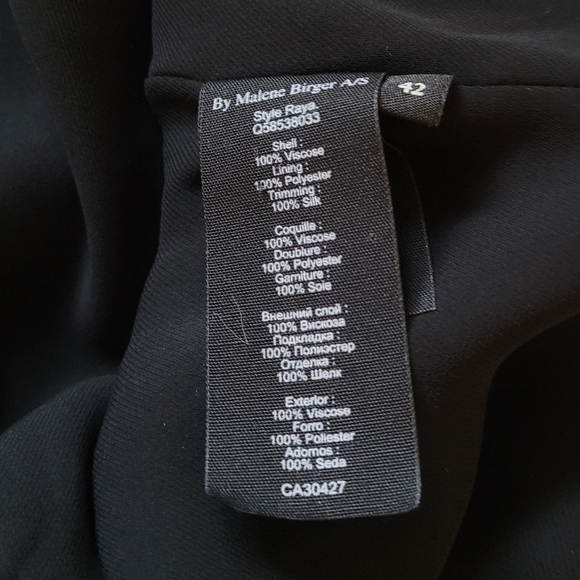 By Malene Birger A/S
42
Style Raya.
Q58538033
Shell :
100% Viscose
Lining :
100% Polyester
Trimming :
100% Silk
Coquille :
100% Viscose
Doublure :
100% Polyester
Garniture :
100% Soie
Внешний слой :
100% Вискоза
Подкладка :
100% Полиэстер
Отделка :
100% Шелк
Exterior :
100% Viscose
Forro :
100% Poliester
Adornos :
100% Seda
CA30427